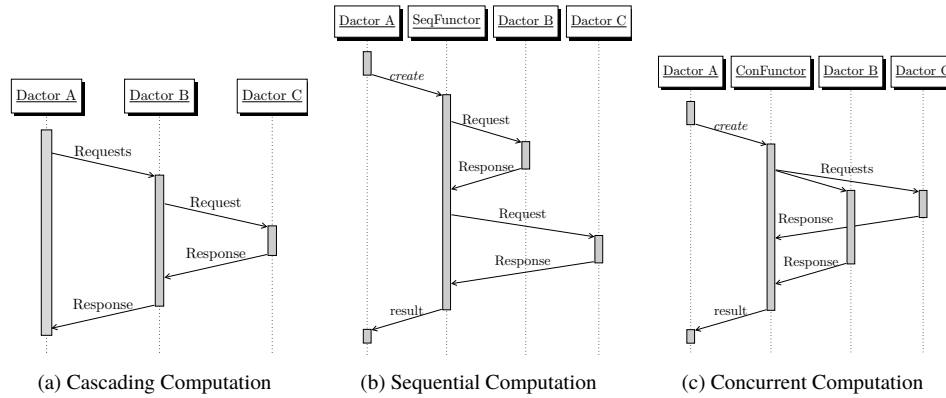 Dactor A
Dactor B
Dactor C
Requests
Request
Response
Response
(a) Cascading Computation
Dactor A
SeqFunctor
Dactor B
Dactor C
create
Request
Response
Request
Response
result
(b) Sequential Computation
Dactor A
ConFunctor
Dactor B
Dactor C
create
Requests
Response
Response
result
(c) Concurrent Computation